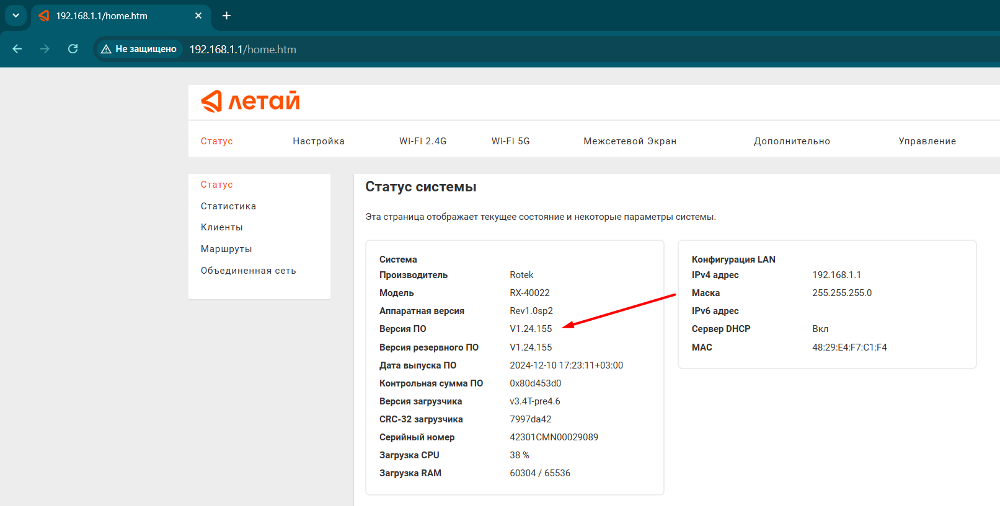 192.168.1.1/home.htm
Не защищено 192.168.1.1/home.htm
летай
Статус Настройка Wi-Fi 2.4G Wi-Fi 5G Межсетевой Экран Дополнительно Управление
Статус
Статистика
Клиенты
Маршруты
Объединенная сеть
Статус системы
Эта страница отображает текущее состояние и некоторые параметры системы.
Система
Производитель Rotek
Модель RX-40022
Аппаратная версия Rev1.0sp2
Версия ПО V1.24.155
Версия резервного ПО V1.24.155
Дата выпуска ПО 2024-12-10 17:23:11+03:00
Контрольная сумма ПО 0x80d453d0
Версия загрузчика v3.4T-pre4.6
CRC-32 загрузчика 7997da42
Серийный номер 42301CMN00029089
Загрузка CPU 38 %
Загрузка RAM 60304 / 65536
Конфигурация LAN
IPv4 адрес 192.168.1.1
Маска 255.255.255.0
IPv6 адрес
Сервер DHCP Вкл
MAC 48:29:E4:F7:C1:F4